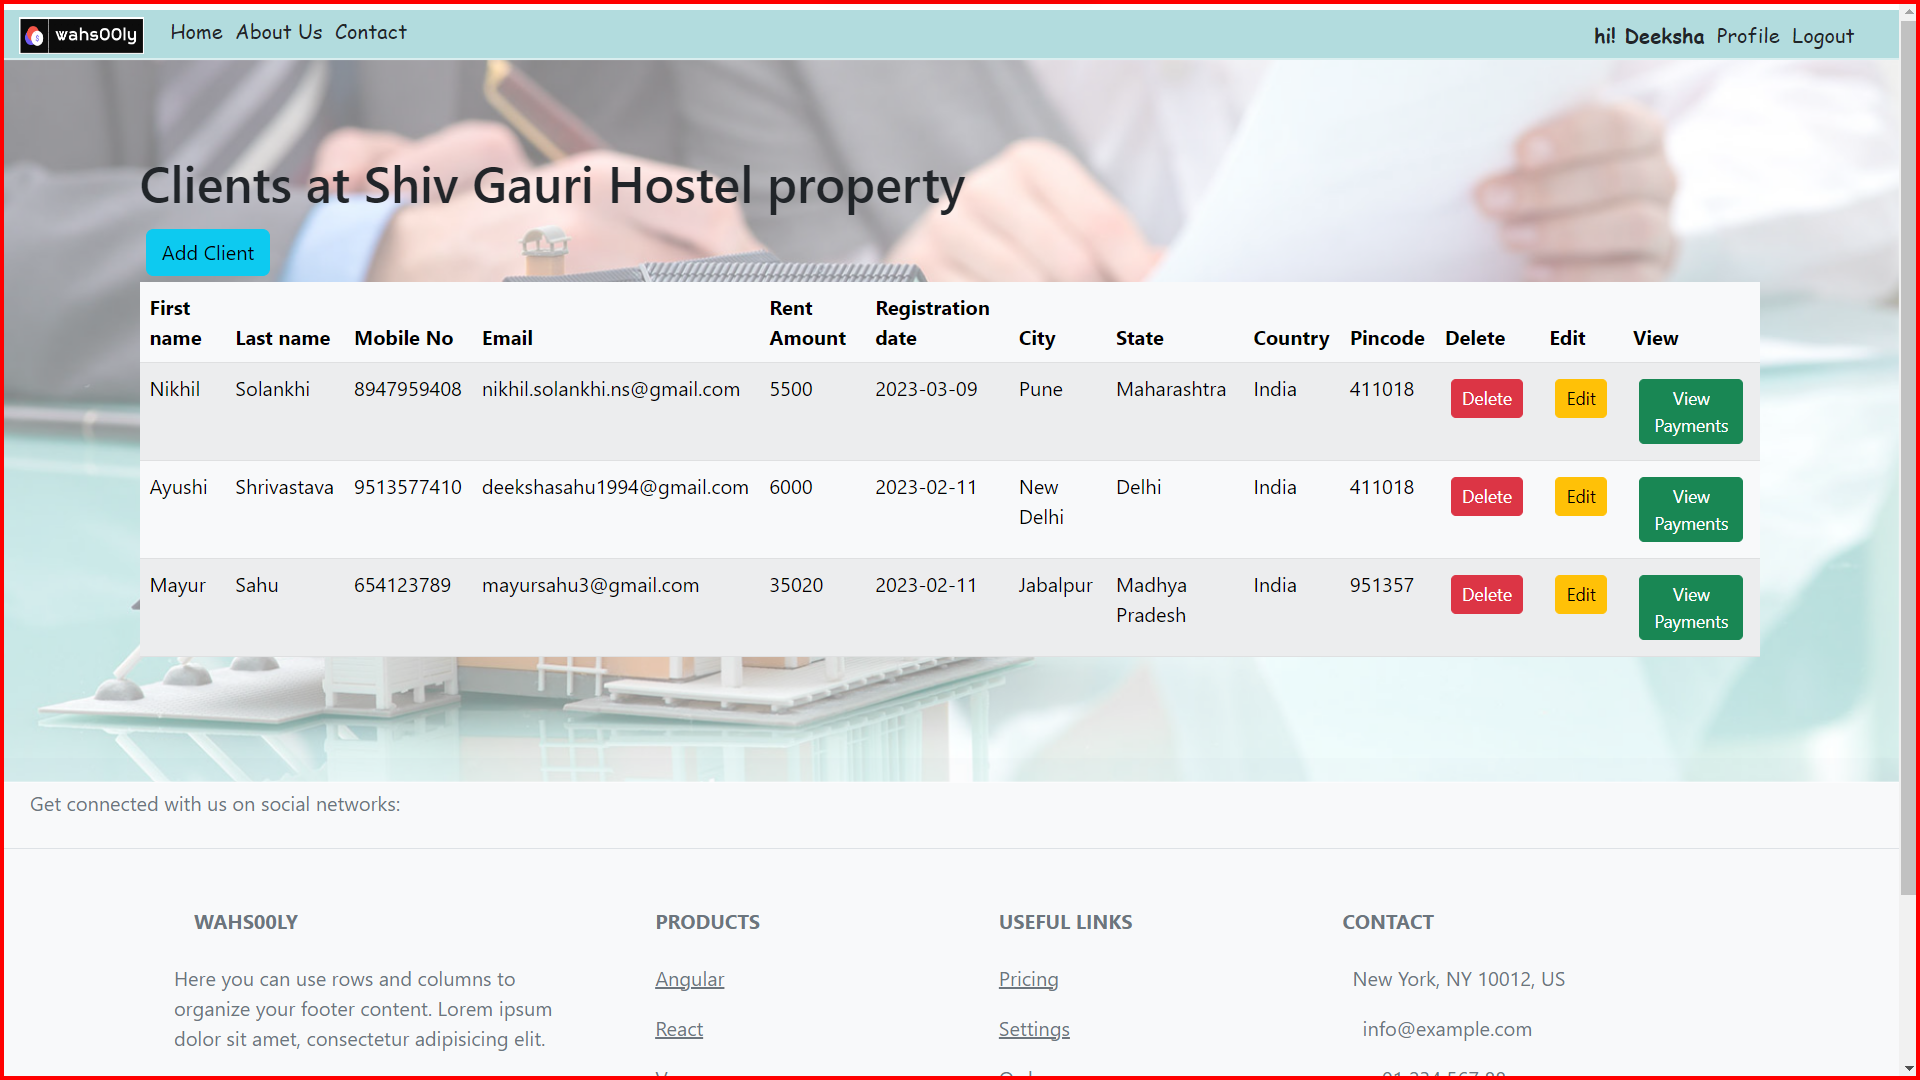 wahs00ly Home About Us Contact hi! Deeksha Profile Logout
Clients at Shiv Gauri Hostel property
Add Client
First name Last name Mobile No Email Rent Amount Registration date City State Country Pincode Delete Edit View
Nikhil Solankhi 8947959408 nikhil.solankhi.ns@gmail.com 5500 2023-03-09 Pune Maharashtra India 411018 Delete Edit View Payments
Ayushi Shrivastava 9513577410 deekshasahu1994@gmail.com 6000 2023-02-11 New Delhi Delhi India 411018 Delete Edit View Payments
Mayur Sahu 654123789 mayursahu3@gmail.com 35020 2023-02-11 Jabalpur Madhya Pradesh India 951357 Delete Edit View Payments
Get connected with us on social networks:
WAHS00LY
Here you can use rows and columns to
organize your footer content. Lorem ipsum
dolor sit amet, consectetur adipisicing elit.
PRODUCTS
Angular
React
USEFUL LINKS
Pricing
Settings
CONTACT
New York, NY 10012, US
info@example.com